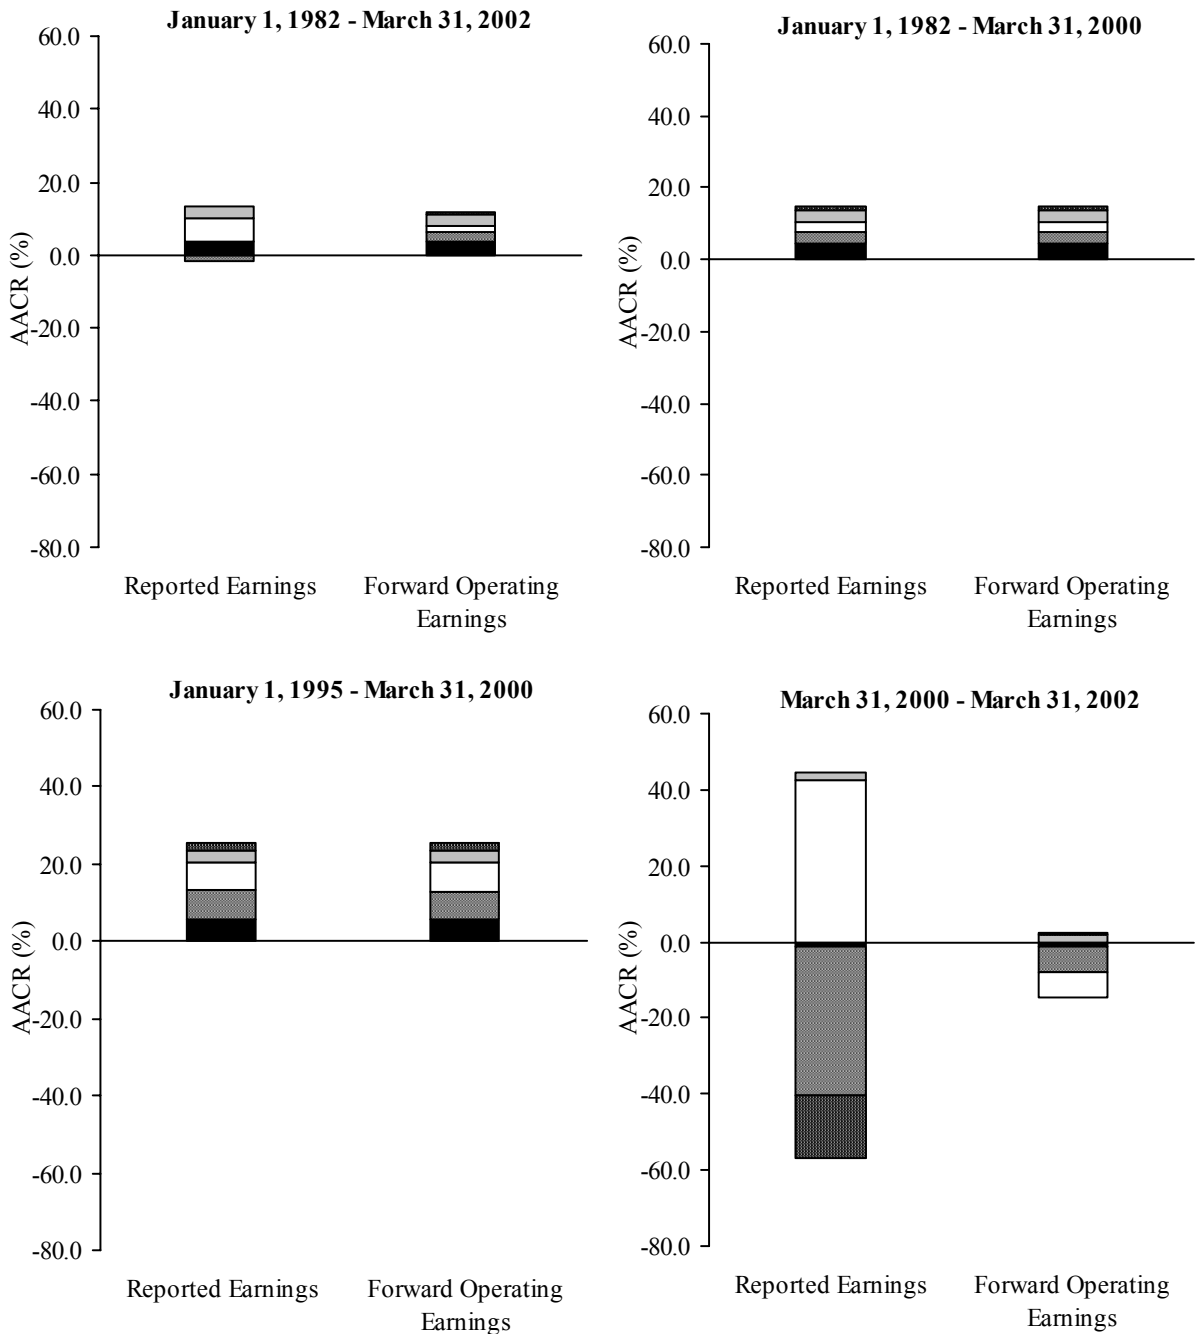 January 1, 1982 - March 31, 2002
60.0
40.0
20.0
0.0
-20.0
-40.0
-60.0
-80.0
AACR (%)
Reported Earnings
Forward Operating
Earnings
January 1, 1982 - March 31, 2000
60.0
40.0
20.0
0.0
-20.0
-40.0
-60.0
-80.0
AACR (%)
Reported Earnings
Forward Operating
Earnings
January 1, 1995 - March 31, 2000
60.0
40.0
20.0
0.0
-20.0
-40.0
-60.0
-80.0
AACR (%)
Reported Earnings
Forward Operating
Earnings
March 31, 2000 - March 31, 2002
60.0
40.0
20.0
0.0
-20.0
-40.0
-60.0
-80.0
AACR (%)
Reported Earnings
Forward Operating
Earnings